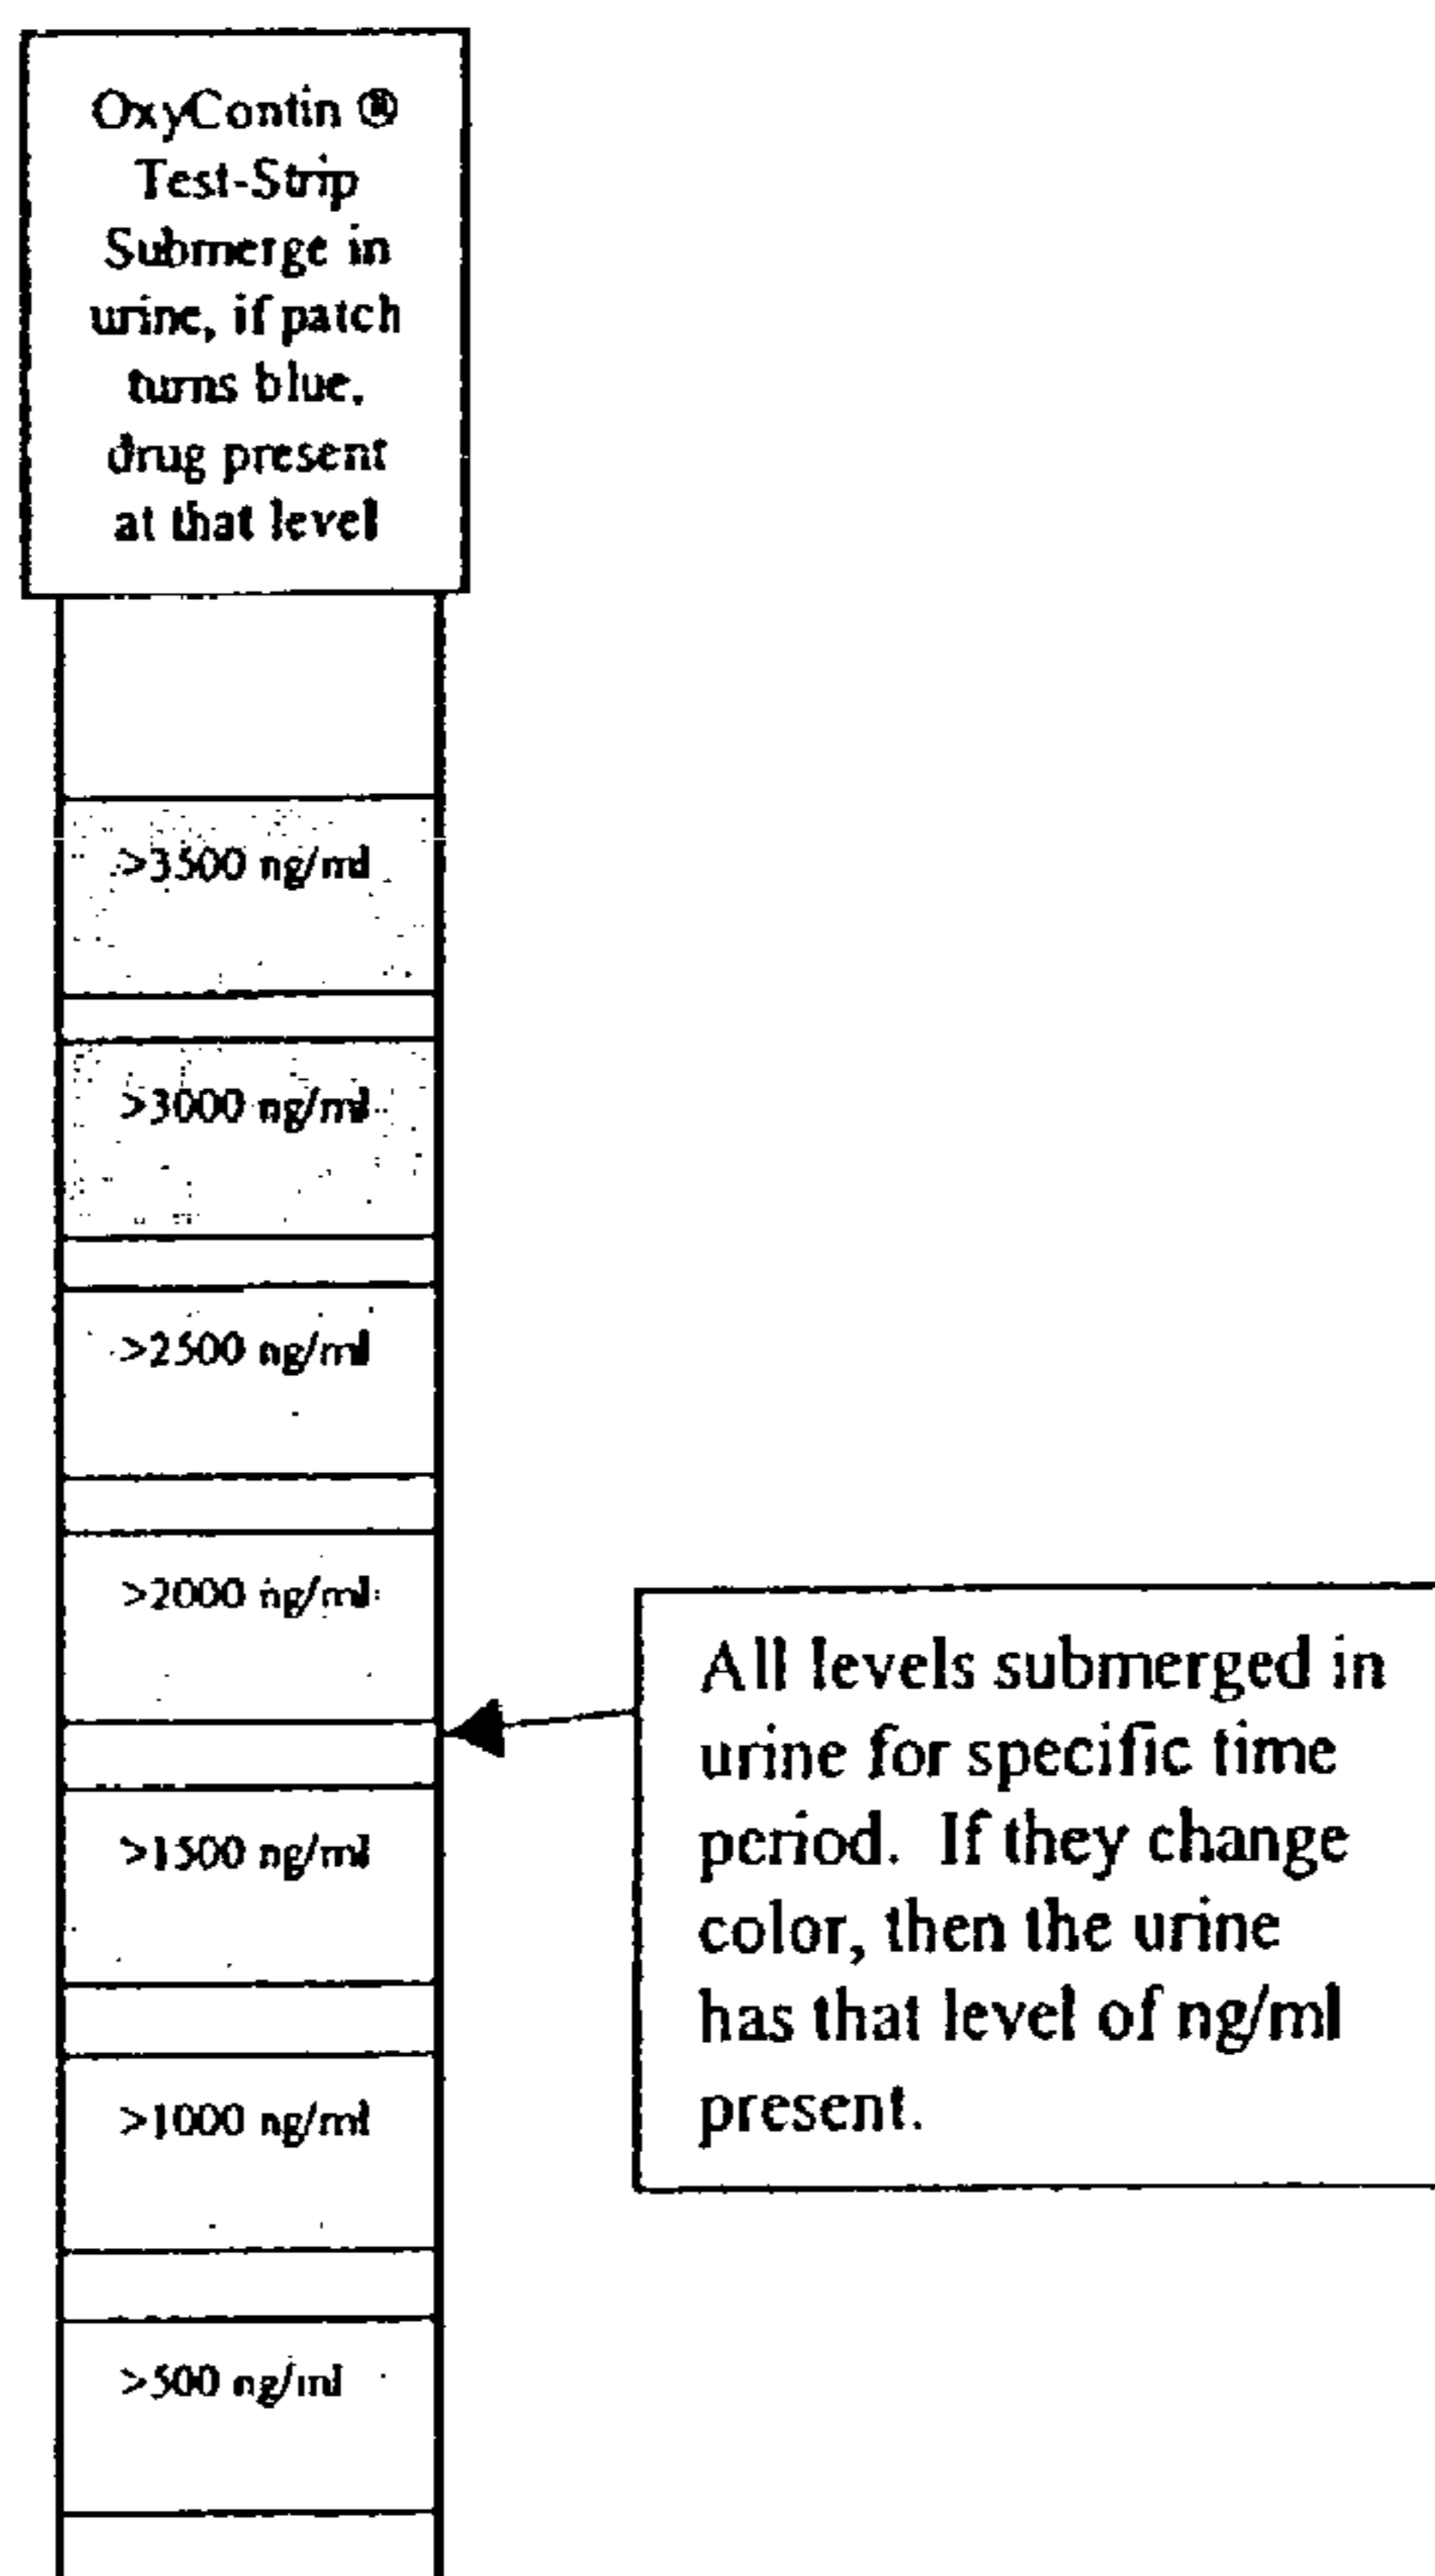 OxyContin ®
Test-Strip
Submerge in
urine, if patch
turns blue,
drug present
at that level
>3500 ng/ml
>3000 ng/ml
>2500 ng/ml
>2000 ng/ml
>1500 ng/ml
>1000 ng/ml
>500 ng/ml
All levels submerged in
urine for specific time
period. If they change
color, then the urine
has that level of ng/ml
present.